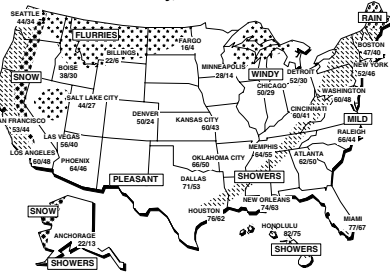 SEATTLE
44/34
FLURRIES
FARGO
16/4
RAIN
BILLINGS
22/6
BOSTON
47/40
BOISE
38/30
MINNEAPOLIS
28/14
WINDY
DETROIT
52/30
NEW YORK
52/46
SNOW
CHICAGO
50/29
WASHINGTON
60/48
SALT LAKE CITY
44/27
CINCINNATI
60/41
DENVER
50/24
KANSAS CITY
60/43
MILD
AN FRANCISCO
53/44
RALEIGH
66/44
LAS VEGAS
56/40
MEMPHIS
64/55
ATLANTA
62/50
LOS ANGELES
60/48
PHOENIX
64/46
OKLAHOMA CITY
66/50
PLEASANT
DALLAS
71/53
SHOWERS
NEW ORLEANS
74/63
HOUSTON
76/62
MIAMI
77/67
SNOW
ANCHORAGE
22/13
SHOWERS
HONOLULU
82/75
SHOWERS